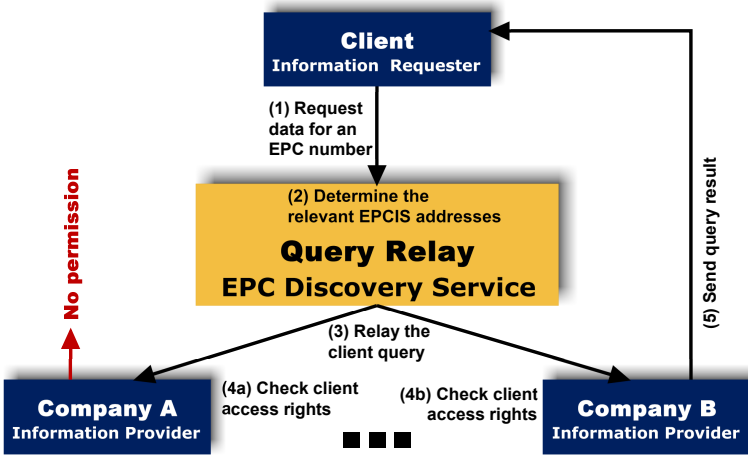 Client
Information Requester
(1) Request
data for an
EPC number
(2) Determine the
relevant EPCIS addresses
Query Relay
EPC Discovery Service
No permission
(5) Send query result
(3) Relay the
client query
(4a) Check client
access rights
(4b) Check client
access rights
Company A
Information Provider
Company B
Information Provider